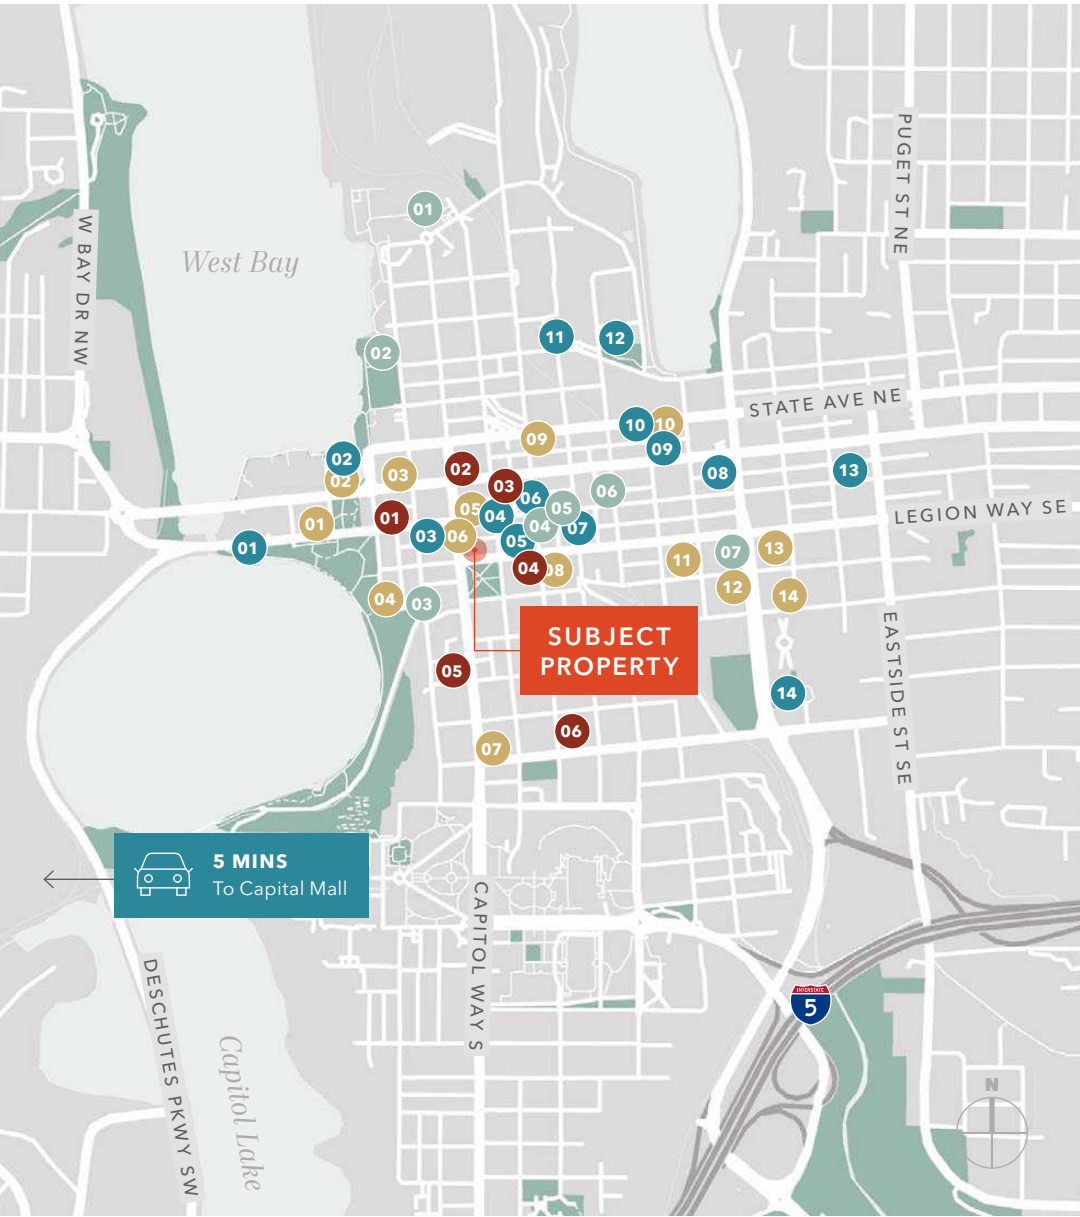 PUGET ST NE
01
W BAY DR NW
West Bay
11
12
02
STATE AVE NE
10
10
09
09
02
02
03
02
08
13
03
06
06
05
05
04
LEGION WAY SE
01
01
04
07
03
06
05
01
11
07
13
04
08
12
14
04
03
SUBJECT
PROPERTY
EASTSIDE ST SE
05
14
06
07
5 MINS
To Capital Mall
CAPITOL WAY S
DESCHUTES PKWY SW
INTERSTATE
5
Capitol Lake
N